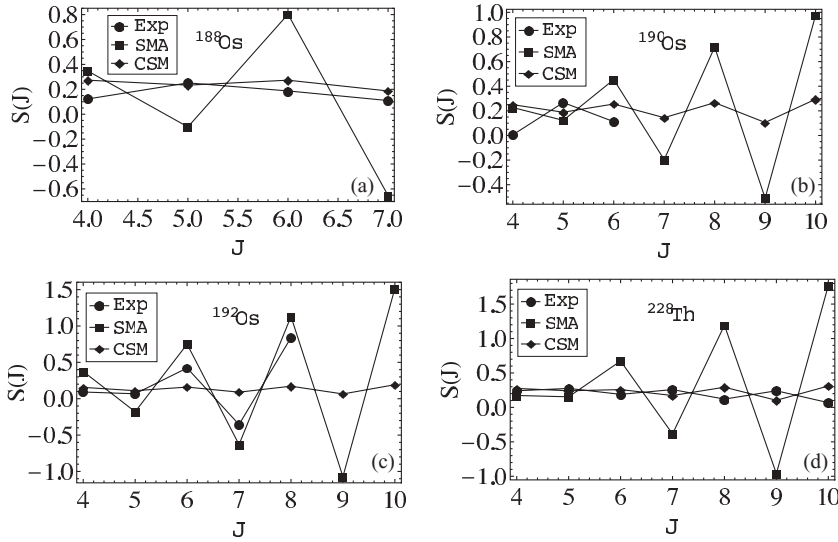 0.8
0.6
0.4
0.2
0.0
−0.2
−0.4
−0.6
S(J)
Exp
SMA
CSM
188Os
(a)
4.0 4.5 5.0 5.5 6.0 6.5 7.0
J
1.0
0.8
0.6
0.4
0.2
0.0
−0.2
−0.4
S(J)
Exp
SMA
CSM
190Os
(b)
4 5 6 7 8 9 10
J
1.5
1.0
0.5
0.0
−0.5
−1.0
S(J)
Exp
SMA
CSM
192Os
(c)
4 5 6 7 8 9 10
J
1.5
1.0
0.5
0.0
−0.5
−1.0
S(J)
Exp
SMA
CSM
228Th
(d)
4 5 6 7 8 9 10
J